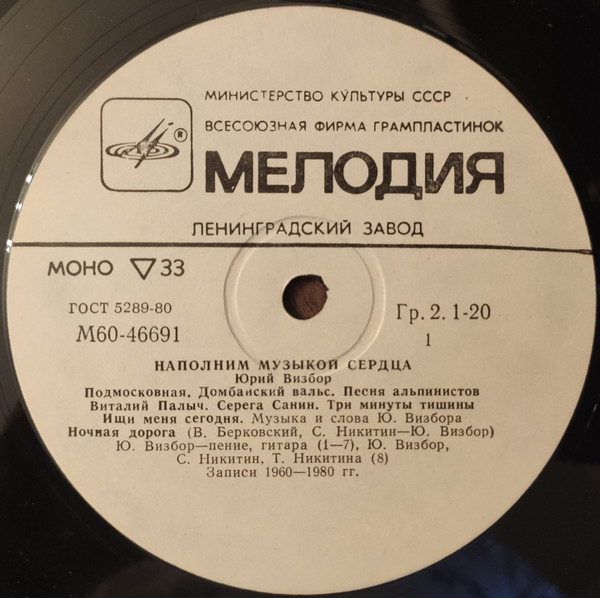 МИНИСТЕРСТВО КУЛЬТУРЫ СССР
ВСЕСОЮЗНАЯ ФИРМА ГРАМПЛАСТИНОК
®
МЕЛОДИЯ
ЛЕНИНГРАДСКИЙ ЗАВОД
МОНО ▽ 33
ГОСТ 5289-80
М60-46691
Гр. 2. 1-20
1
НАПОЛНИМ МУЗЫКОЙ СЕРДЦА
Юрий Визбор
Подмосковная. Домбайский вальс. Песня альпинистов
Виталий Палыч. Серега Санин. Три минуты тишины
Ищи меня сегодня. Музыка и слова Ю. Визбора
Ночная дорога (В. Берковский, С. Никитин—Ю. Визбор)
Ю. Визбор—пение, гитара (1—7), Ю. Визбор,
С. Никитин, Т. Никитина (8)
Записи 1960—1980 гг.